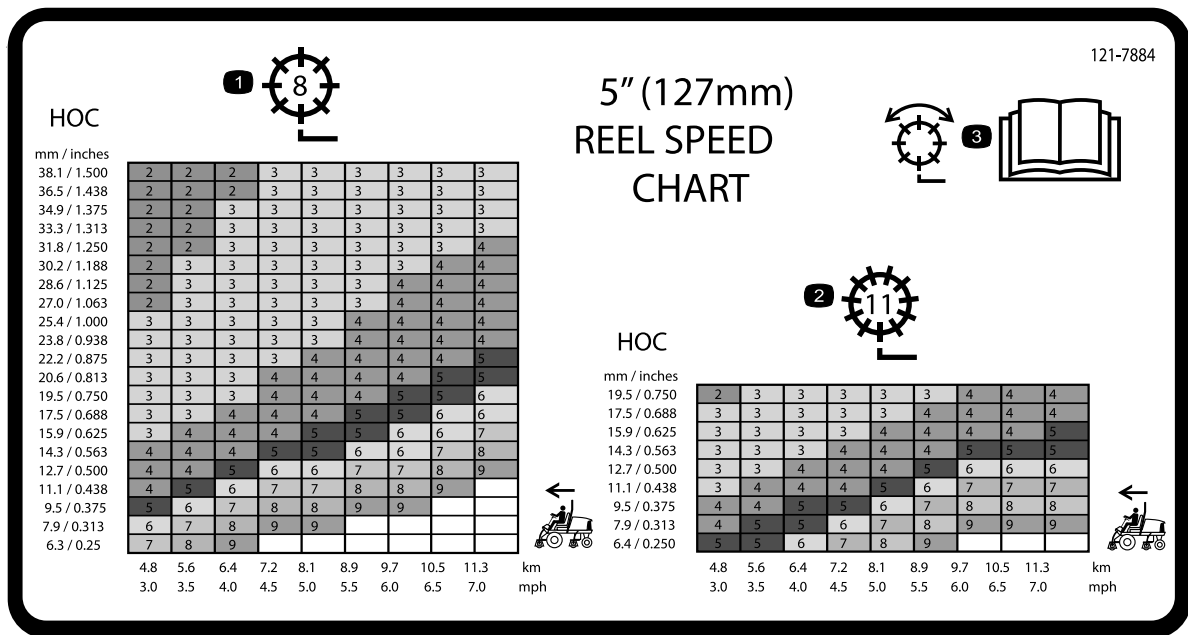 121-7884
1
8
5” (127mm)
REEL SPEED
CHART
3
HOC
mm / inches
38.1 / 1.500 2 2 2 3 3 3 3 3 3
36.5 / 1.438 2 2 2 3 3 3 3 3 3
34.9 / 1.375 2 2 3 3 3 3 3 3 3
33.3 / 1.313 2 2 3 3 3 3 3 3 3
31.8 / 1.250 2 2 3 3 3 3 3 3 4
30.2 / 1.188 2 3 3 3 3 3 3 4 4
28.6 / 1.125 2 3 3 3 3 3 4 4 4
27.0 / 1.063 2 3 3 3 3 3 4 4 4
25.4 / 1.000 3 3 3 3 3 4 4 4 4
23.8 / 0.938 3 3 3 3 3 4 4 4 4
22.2 / 0.875 3 3 3 3 4 4 4 4 5
20.6 / 0.813 3 3 3 4 4 4 4 5 5
19.5 / 0.750 3 3 3 4 4 4 5 5 6
17.5 / 0.688 3 3 4 4 4 5 5 6 6
15.9 / 0.625 3 4 4 4 5 5 6 6 7
14.3 / 0.563 4 4 4 5 5 6 6 7 8
12.7 / 0.500 4 4 5 6 6 7 7 8 9
11.1 / 0.438 4 5 6 7 7 8 8 9
9.5 / 0.375 5 6 7 8 8 9 9
7.9 / 0.313 6 7 8 9 9
6.3 / 0.25 7 8 9
4.8 5.6 6.4 7.2 8.1 8.9 9.7 10.5 11.3 km
3.0 3.5 4.0 4.5 5.0 5.5 6.0 6.5 7.0 mph
2
11
HOC
mm / inches
19.5 / 0.750 2 3 3 3 3 3 4 4 4
17.5 / 0.688 3 3 3 3 3 4 4 4 4
15.9 / 0.625 3 3 3 3 4 4 4 4 5
14.3 / 0.563 3 3 3 4 4 4 5 5 5
12.7 / 0.500 3 3 4 4 4 5 6 6 6
11.1 / 0.438 3 4 4 4 5 6 7 7 7
9.5 / 0.375 4 4 5 5 6 7 8 8 8
7.9 / 0.313 4 5 5 6 7 8 9 9 9
6.4 / 0.250 5 5 6 7 8 9
4.8 5.6 6.4 7.2 8.1 8.9 9.7 10.5 11.3 km
3.0 3.5 4.0 4.5 5.0 5.5 6.0 6.5 7.0 mph